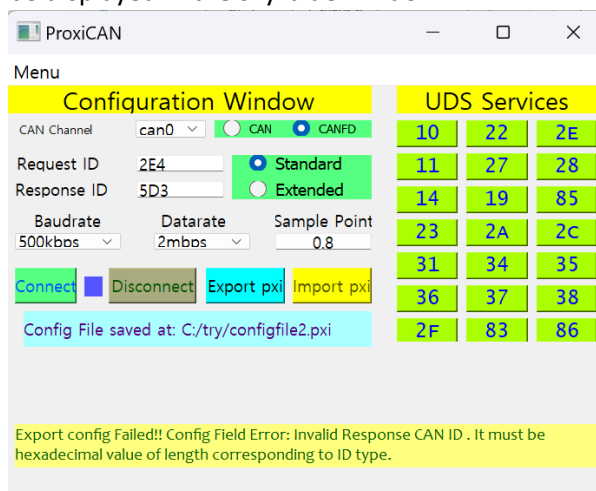 ProxiCAN
Menu
Configuration Window
CAN Channel can0 CAN CANFD
Request ID 2E4 Standard
Response ID 5D3 Extended
Baudrate Datarate Sample Point
500kbps 2mbps 0.8
Connect Disconnect Export pxi Import pxi
Config File saved at: C:/try/configfile2.pxi
UDS Services
10 22 2E
11 27 28
14 19 85
23 2A 2C
31 34 35
36 37 38
2F 83 86
Export config Failed!! Config Field Error: Invalid Response CAN ID . It must be
hexadecimal value of length corresponding to ID type.